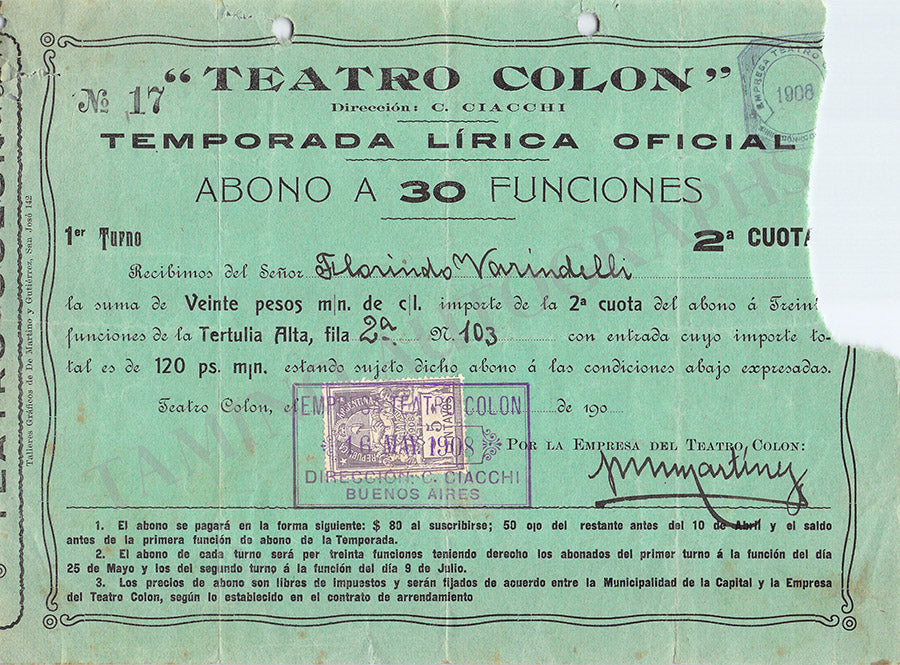 “TEATRO COLON”
No 17
Dirección: C. CIACCHI
EMPRESA TEATRO
1908
TEMPORADA LÍRICA OFICIAL
ABONO A 30 FUNCIONES
1er Turno
2ª CUOTA
Recibimos del Señor Florindo Varindelli
la suma de Veinte pesos m|n. de c|l. importe de la 2ª cuota del abono á Trein
funciones de la Tertulia Alta, fila 2ª N. 103 con entrada cuyo importe to-
tal es de 120 ps. m|n. estando sujeto dicho abono á las condiciones abajo expresadas.
Teatro Colon, el de 190
EMPRESA TEATRO COLON
16 MAY 1908
DIRECCION: C. CIACCHI
BUENOS AIRES
5 CENTAVOS
POR LA EMPRESA DEL TEATRO COLON:
1. El abono se pagará en la forma siguiente: $ 80 al suscribirse; 50 o|o del restante antes del 10 de Abril y el saldo
antes de la primera función de abono de la Temporada.
2. El abono de cada turno será por treinta funciones teniendo derecho los abonados del primer turno á la función del día
25 de Mayo y los del segundo turno á la función del día 9 de Julio.
3. Los precios de abono son libres de impuestos y serán fijados de acuerdo entre la Municipalidad de la Capital y la Empresa
del Teatro Colon, según lo establecido en el contrato de arrendamiento
Talleres Gráficos de De Martino y Gutiérrez, San José 142
TAMINO AUTOGRAPHS